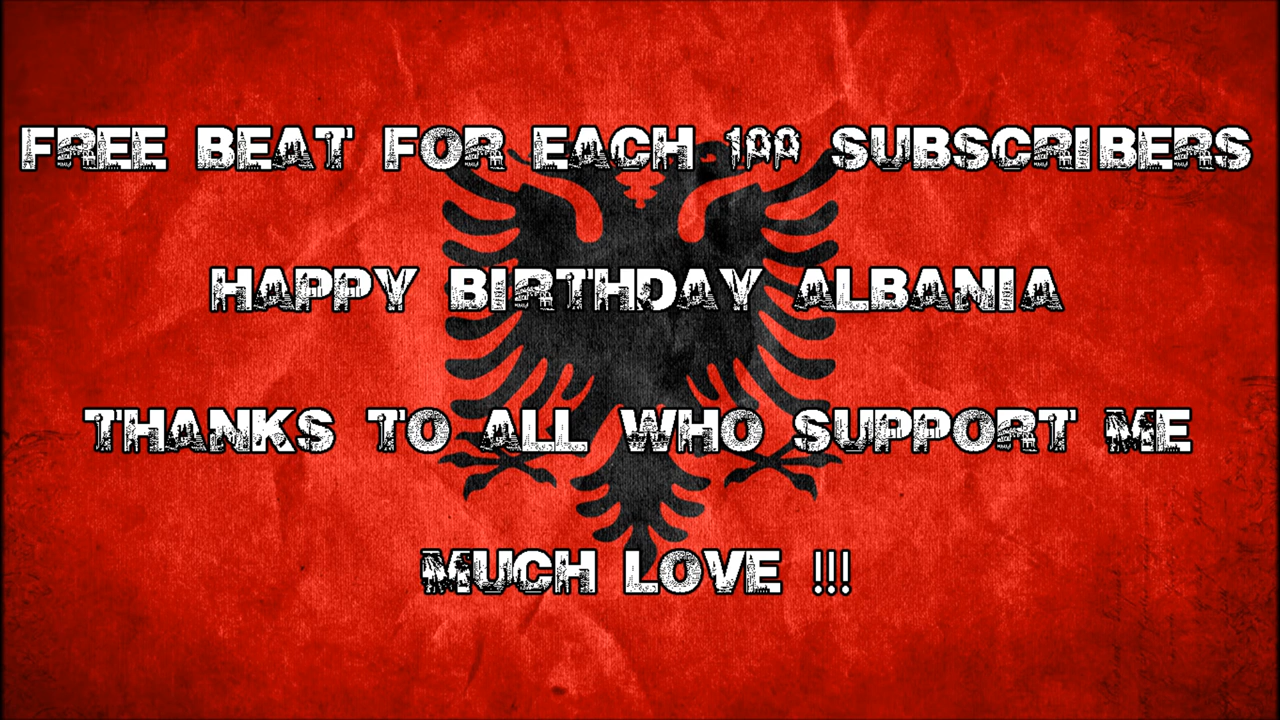 FREE BEAT FOR EACH 100 SUBSCRIBERS
HAPPY BIRTHDAY ALBANIA
THANKS TO ALL WHO SUPPORT ME
MUCH LOVE !!!